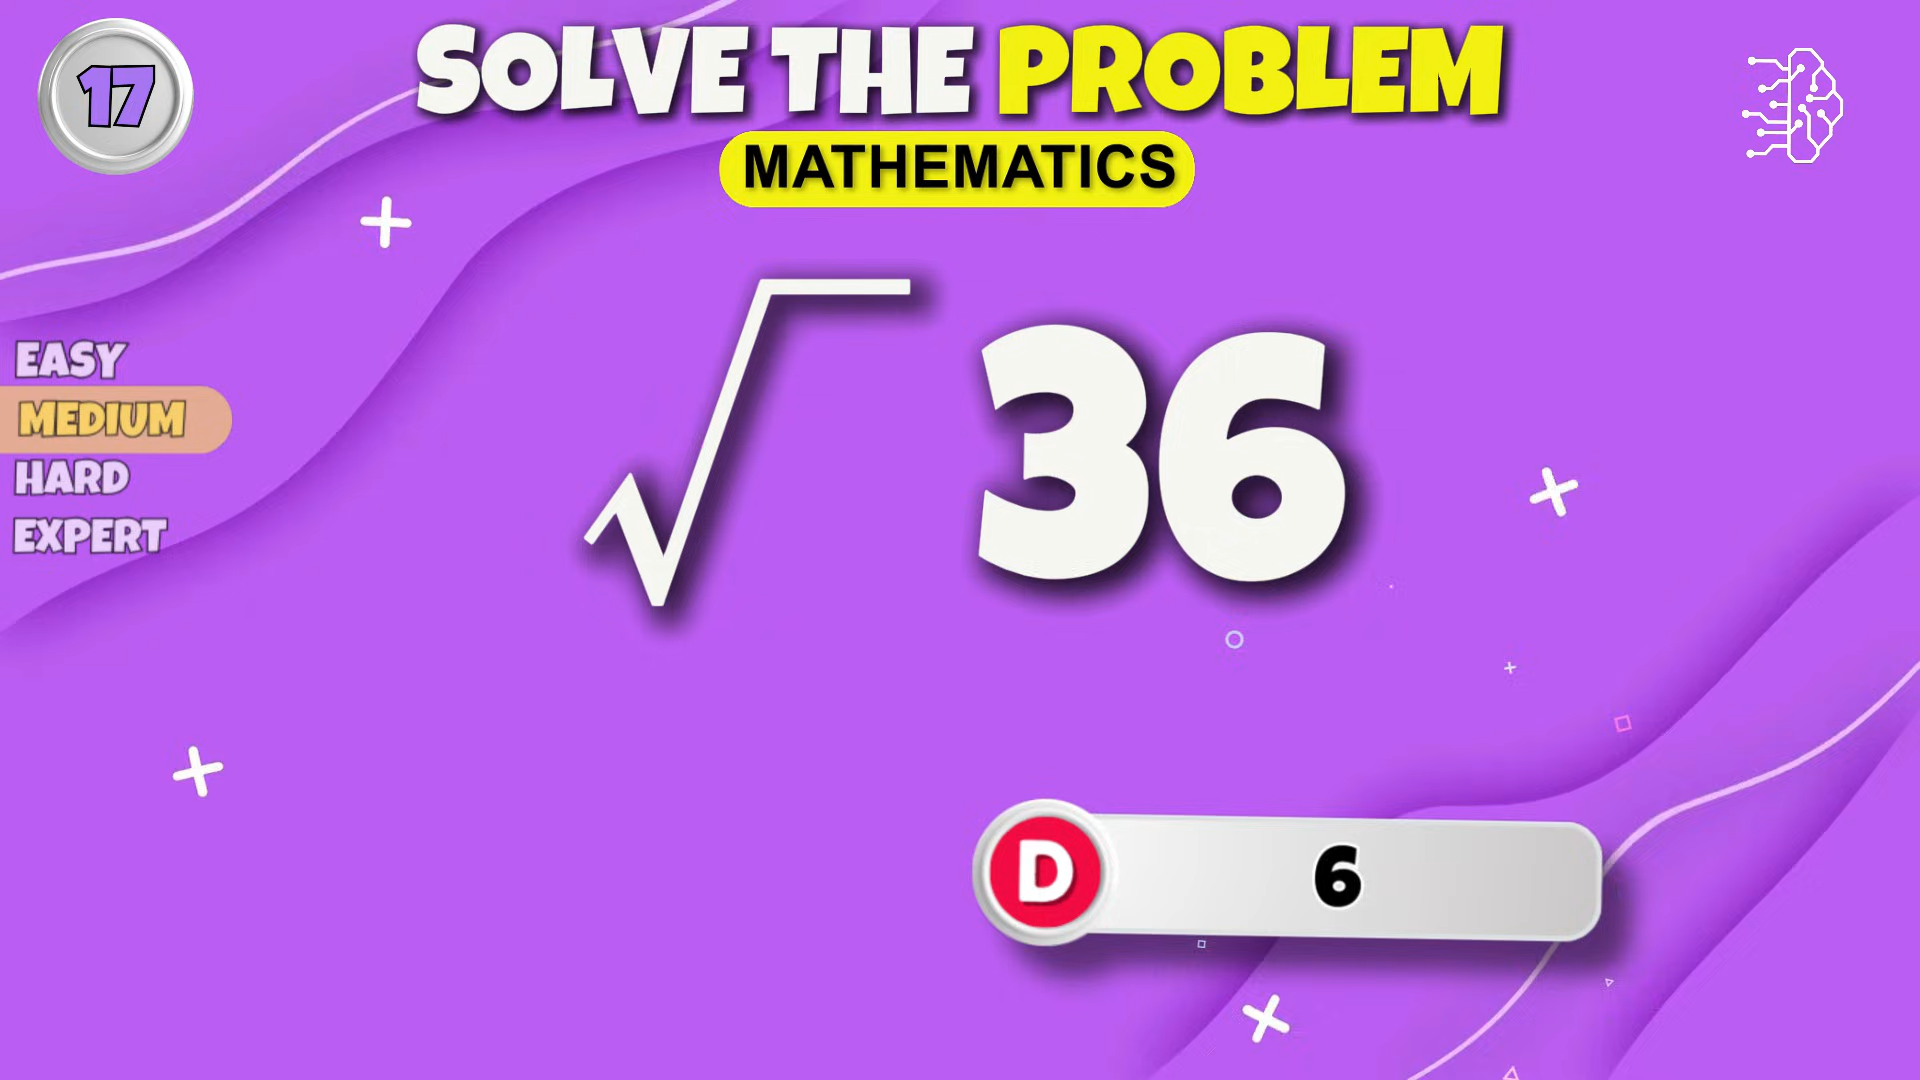 17
SOLVE THE PROBLEM
MATHEMATICS
EASY
MEDIUM
HARD
EXPERT
√36
D 6